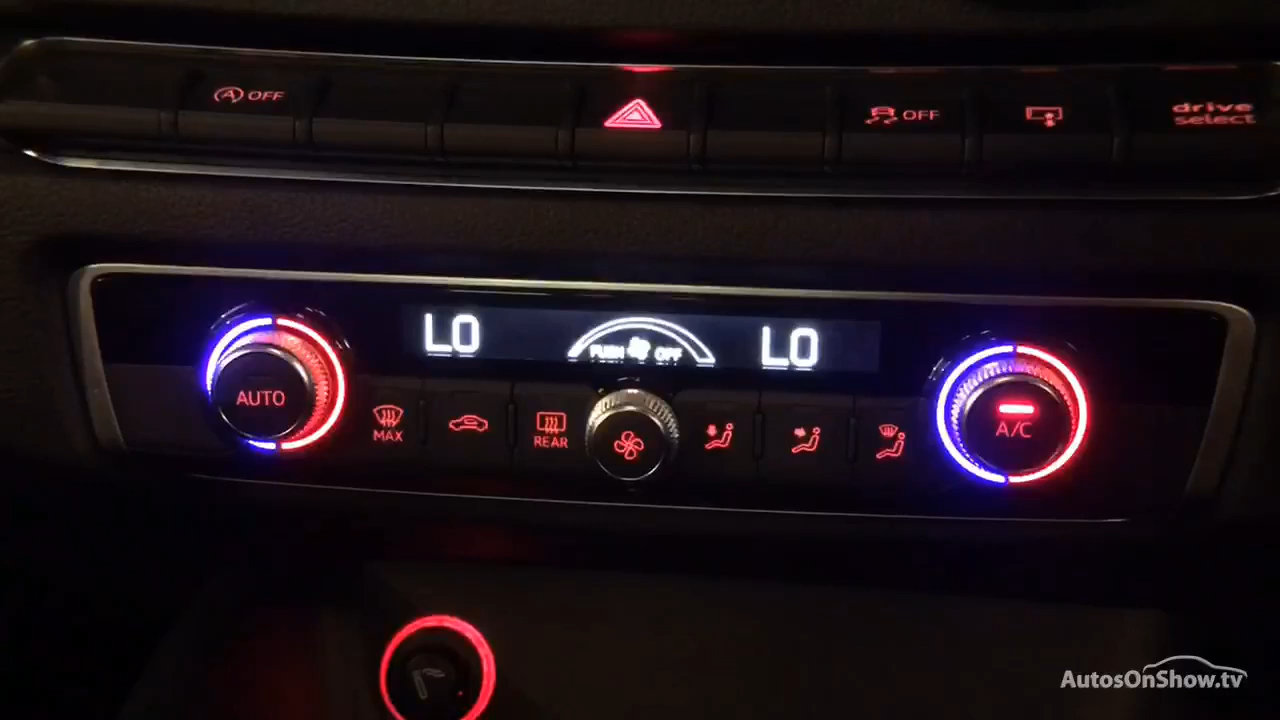 A OFF
OFF
drive
select
LO
PUSH OFF
LO
AUTO
MAX
REAR
A/C
AutosOnShow.tv